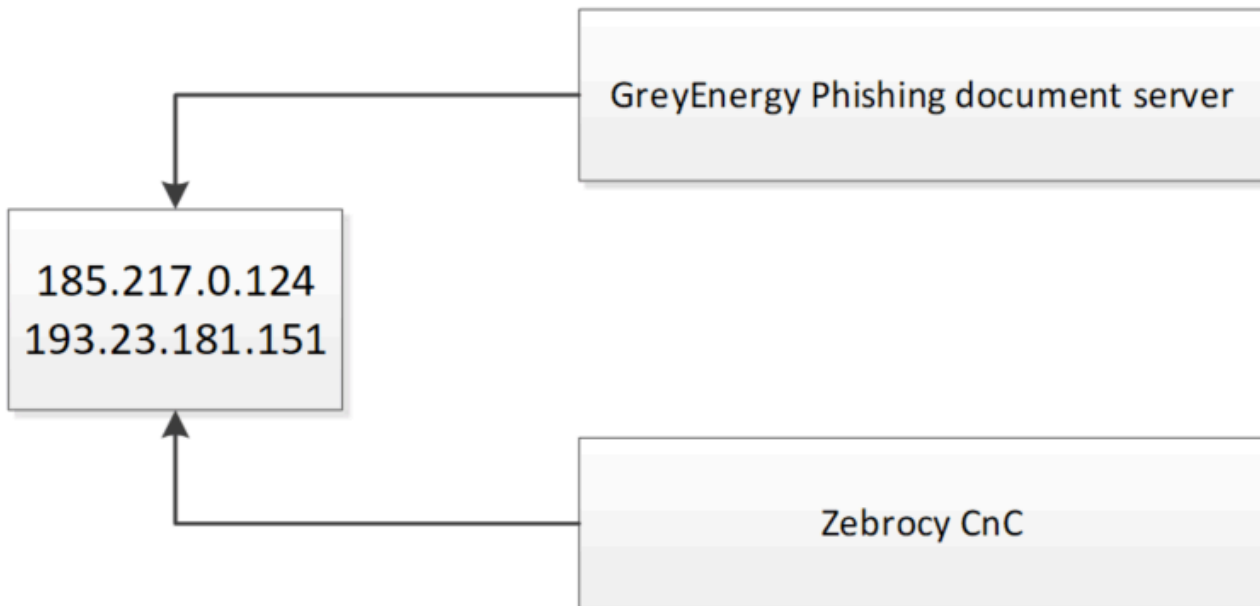 GreyEnergy Phishing document server
185.217.0.124
193.23.181.151
Zebrocy CnC